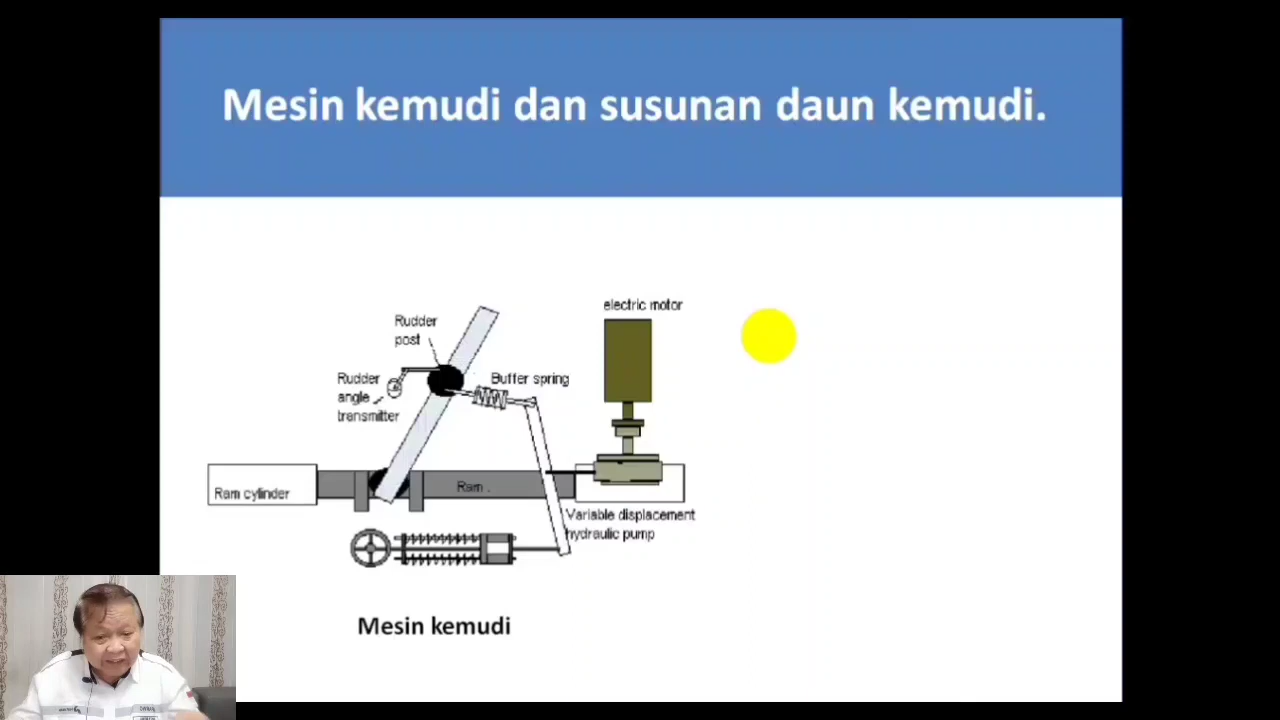 Mesin kemudi dan susunan daun kemudi.
electric motor
Rudder
post
Rudder
angle
transmitter
Buffer spring
Ram cylinder
Ram .
Variable displacement
hydraulic pump
Mesin kemudi